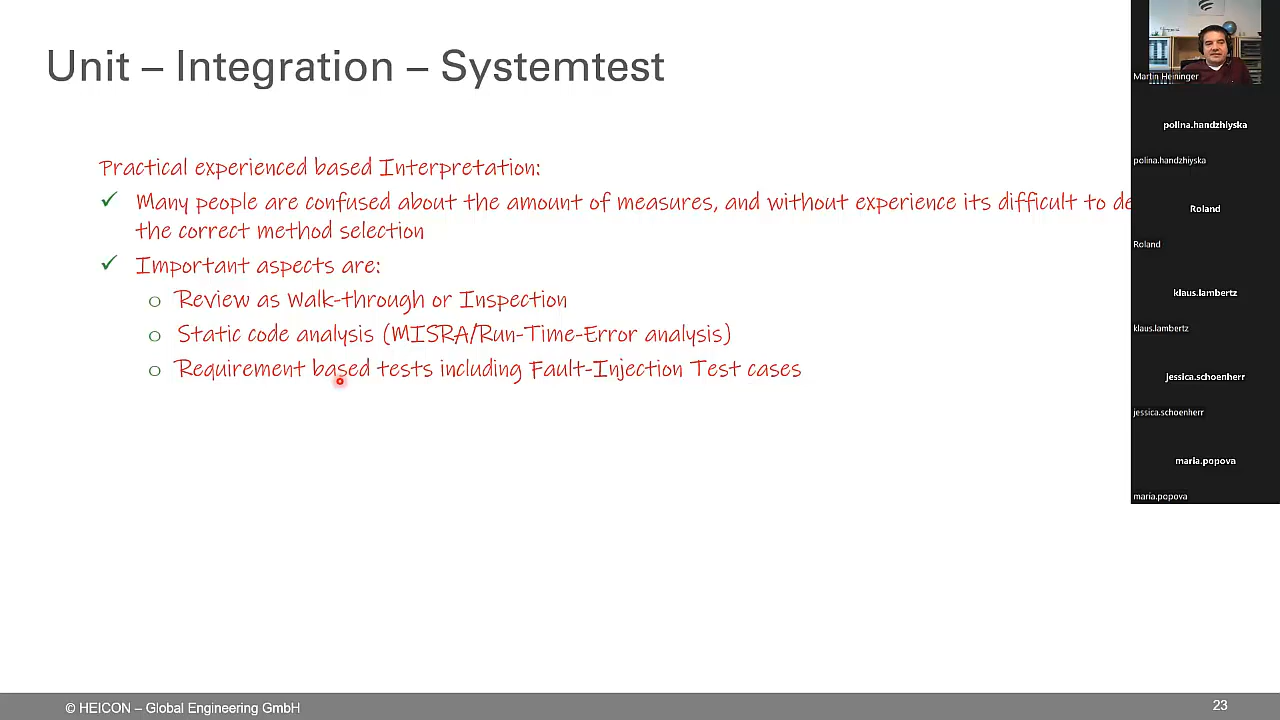 Unit – Integration – Systemtest
Practical experienced based Interpretation:
Many people are confused about the amount of measures, and without experience its difficult to
the correct method selection
Important aspects are:
Review as Walk-through or Inspection
Static code analysis (MISRA/Run-Time-Error analysis)
Requirement based tests including Fault-Injection Test cases
Martin Heininger
polina.handzhiyska
polina.handzhiyska
Roland
Roland
klaus.lambertz
klaus.lambertz
jessica.schoenherr
jessica.schoenherr
maria.popova
maria.popova
© HEICON – Global Engineering GmbH
23